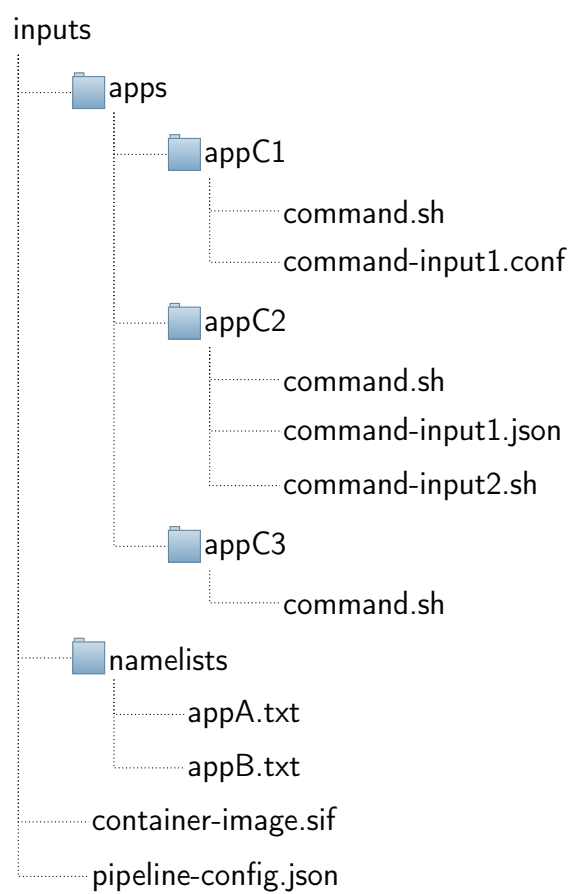 inputs
apps
appC1
command.sh
command-input1.conf
appC2
command.sh
command-input1.json
command-input2.sh
appC3
command.sh
namelists
appA.txt
appB.txt
container-image.sif
pipeline-config.json